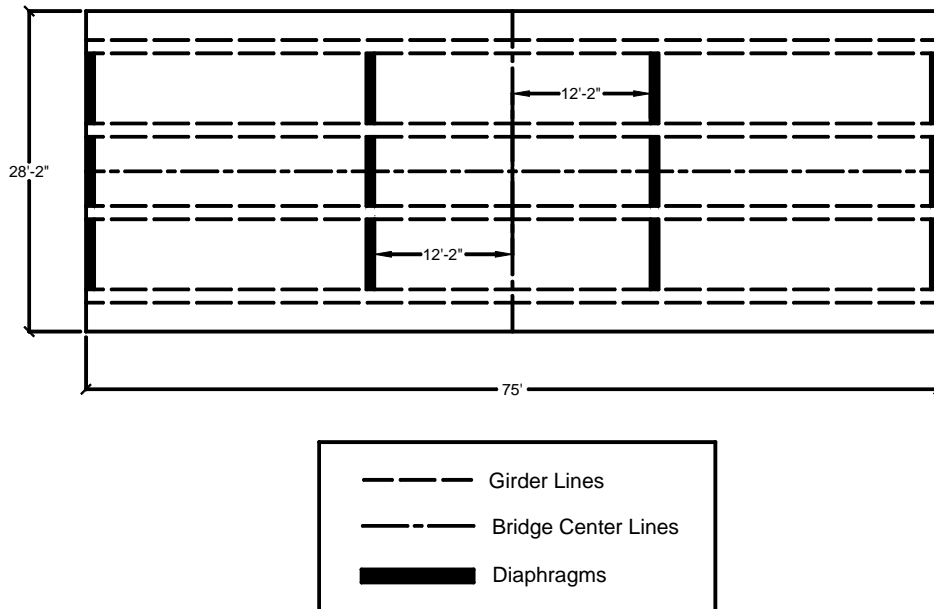 12'-2"
28'-2"
12'-2"
75'
Girder Lines
Bridge Center Lines
Diaphragms